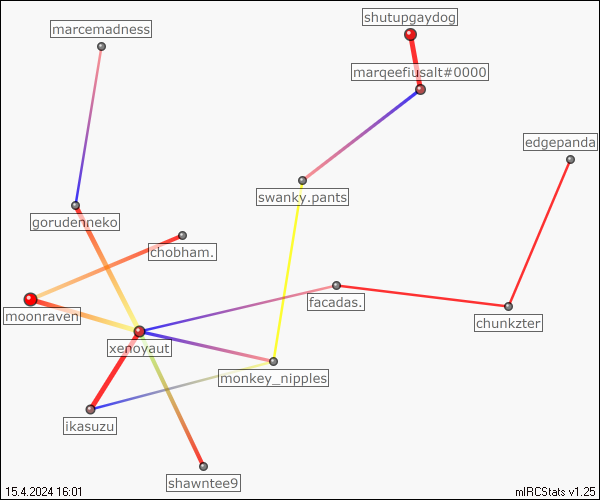 shutupgaydog
marcemadness
marqeefiusalt#0000
edgepanda
swanky.pants
gorudenneko
chobham.
facadas.
moonraven
chunkzter
xenoyaut
monkey_nipples
ikasuzu
shawntee9
15.4.2024 16:01
mIRCStats v1.25